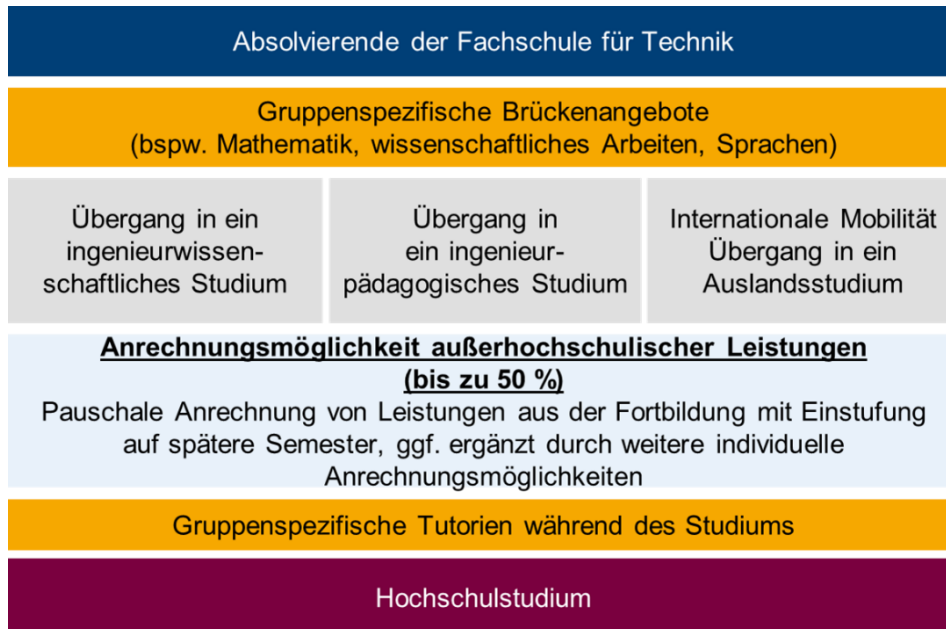 Absolvierende der Fachschule für Technik
Gruppenspezifische Brückenangebote
(bspw. Mathematik, wissenschaftliches Arbeiten, Sprachen)
Übergang in ein
ingenieurwissen-
schaftliches Studium
Übergang in
ein ingenieur-
pädagogisches Studium
Internationale Mobilität
Übergang in ein
Auslandsstudium
Anrechnungsmöglichkeit außerhochschulischer Leistungen
(bis zu 50 %)
Pauschale Anrechnung von Leistungen aus der Fortbildung mit Einstufung
auf spätere Semester, ggf. ergänzt durch weitere individuelle
Anrechnungsmöglichkeiten
Gruppenspezifische Tutorien während des Studiums
Hochschulstudium